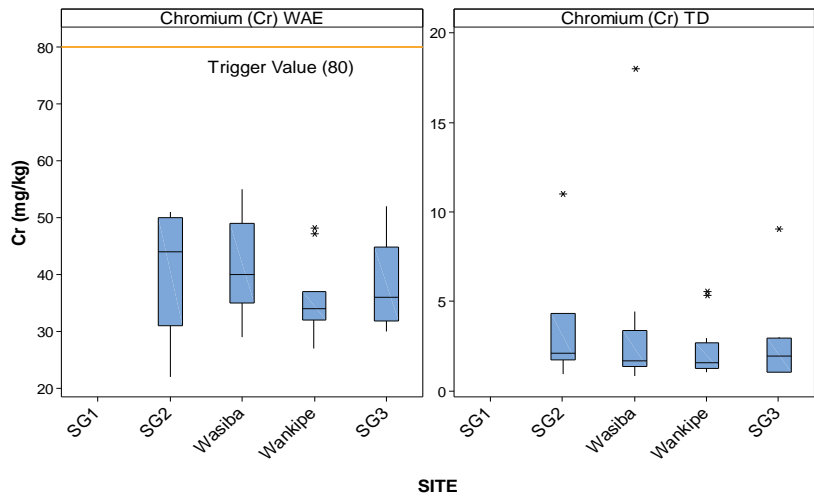 Chromium (Cr) WAE
Chromium (Cr) TD
Cr (mg/kg)
80
70
60
50
40
30
20
Trigger Value (80)
20
15
10
5
0
SG1
SG2
Wasiba
Wankipe
SG3
SG1
SG2
Wasiba
Wankipe
SG3
SITE